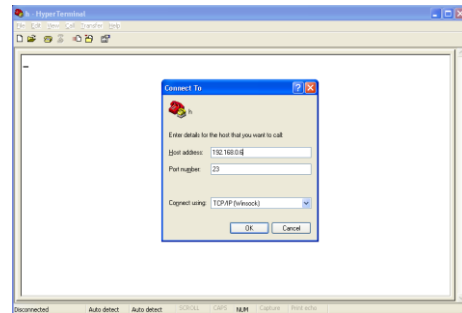 h - HyperTerminal
File Edit View Call Transfer Help
Connect To
h
Enter details for the host that you want to call:
Host address: 192.168.0.6
Port number: 23
Connect using: TCP/IP (Winsock)
OK Cancel
Disconnected Auto detect Auto detect SCROLL CAPS NUM Capture Print echo